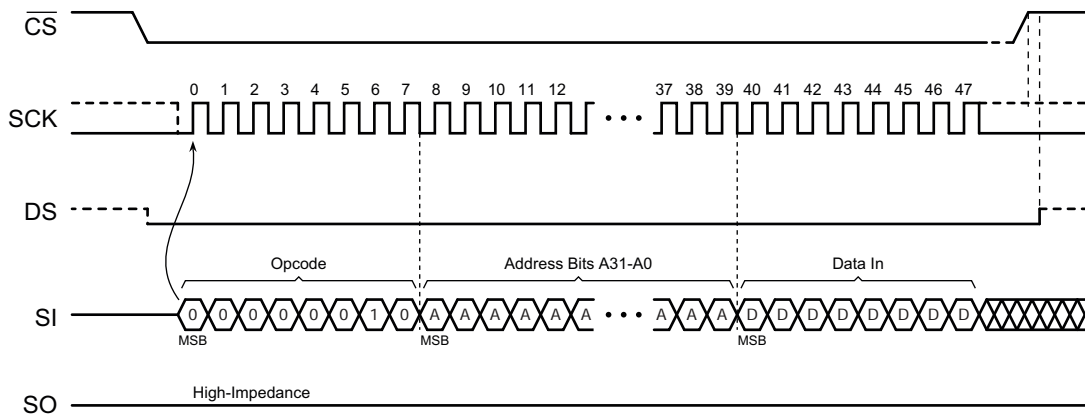 CS
0 1 2 3 4 5 6 7 8 9 10 11 12 37 38 39 40 41 42 43 44 45 46 47
SCK
DS
Opcode Address Bits A31-A0 Data In
SI 0 0 0 0 0 0 1 0 A A A A A A A A A D D D D D D D D
MSB MSB MSB
High-Impedance
SO